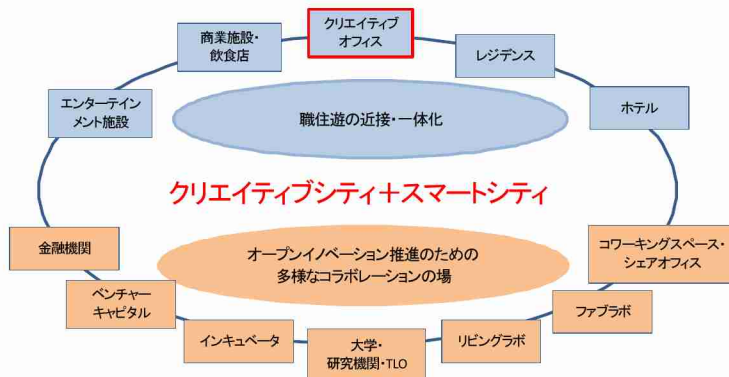 クリエイティブ
オフィス
商業施設・
飲食店
レジデンス
エンターテイン
メント施設
ホテル
職住遊の近接・一体化
クリエイティブシティ＋スマートシティ
オープンイノベーション推進のための
多様なコラボレーションの場
金融機関
コワーキングスペース・
シェアオフィス
ベンチャー
キャピタル
ファブラボ
インキュベータ
大学・
研究機関・TLO
リビングラボ